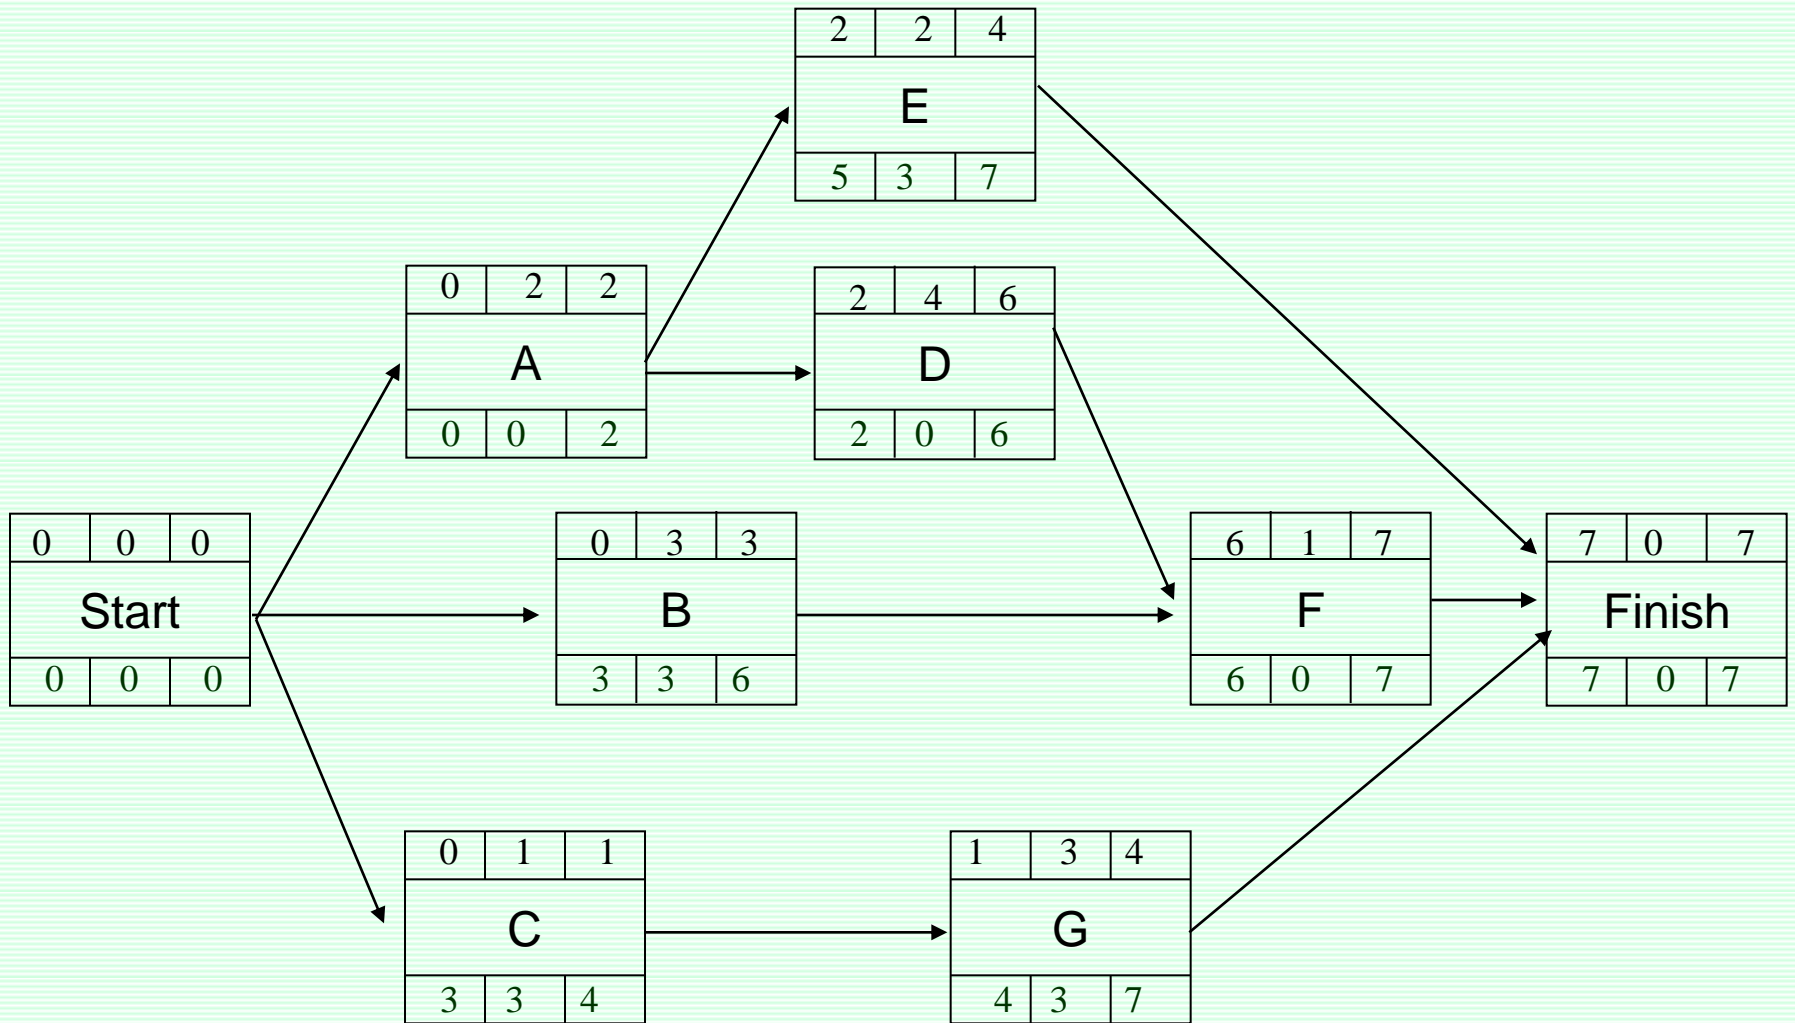 2 2 4
E
5 3 7
0 2 2
A
0 0 2
2 4 6
D
2 0 6
0 0 0
Start
0 0 0
0 3 3
B
3 3 6
6 1 7
F
6 0 7
7 0 7
Finish
7 0 7
0 1 1
C
3 3 4
1 3 4
G
4 3 7